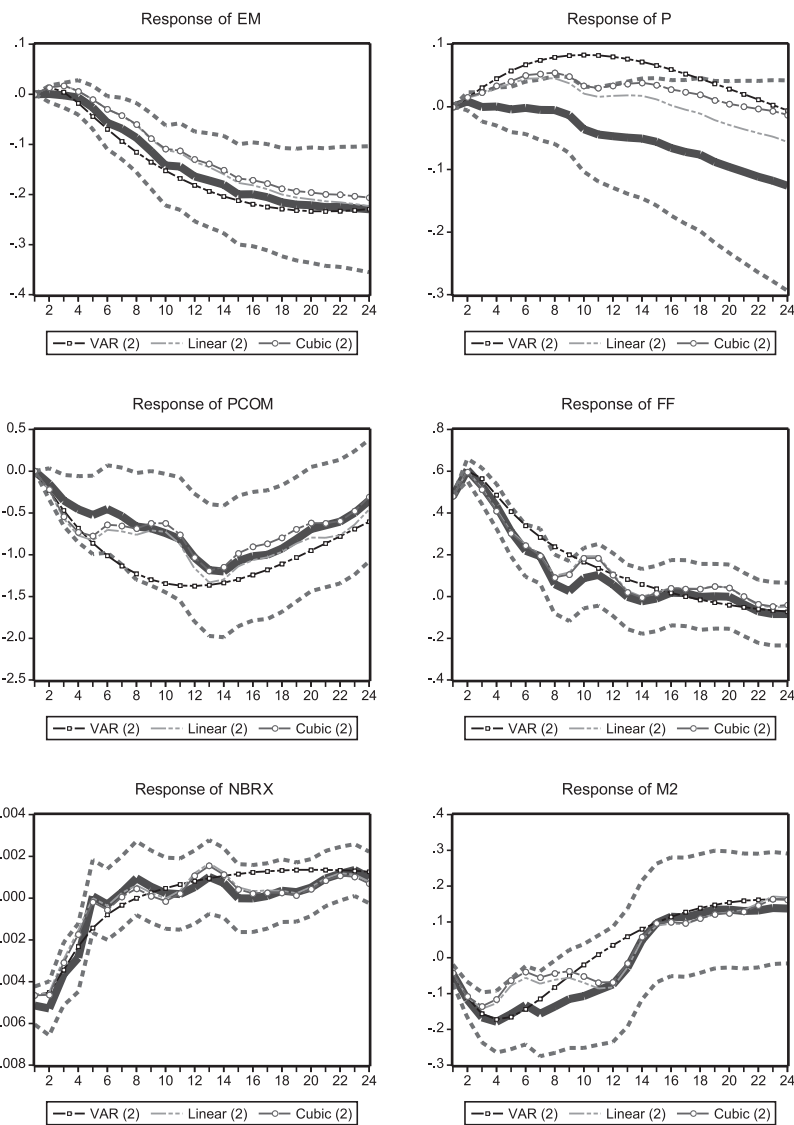 Response of EM
.1
.0
-.1
-.2
-.3
-.4
2 4 6 8 10 12 14 16 18 20 22 24
VAR (2) Linear (2) Cubic (2)
Response of P
.1
.0
-.1
-.2
-.3
2 4 6 8 10 12 14 16 18 20 22 24
VAR (2) Linear (2) Cubic (2)
Response of PCOM
0.5
0.0
-0.5
-1.0
-1.5
-2.0
-2.5
2 4 6 8 10 12 14 16 18 20 22 24
VAR (2) Linear (2) Cubic (2)
Response of FF
.8
.6
.4
.2
.0
-.2
-.4
2 4 6 8 10 12 14 16 18 20 22 24
VAR (2) Linear (2) Cubic (2)
Response of NBRX
.004
.002
.000
.002
.004
.006
.008
2 4 6 8 10 12 14 16 18 20 22 24
VAR (2) Linear (2) Cubic (2)
Response of M2
.4
.3
.2
.1
.0
-.1
-.2
-.3
2 4 6 8 10 12 14 16 18 20 22 24
VAR (2) Linear (2) Cubic (2)